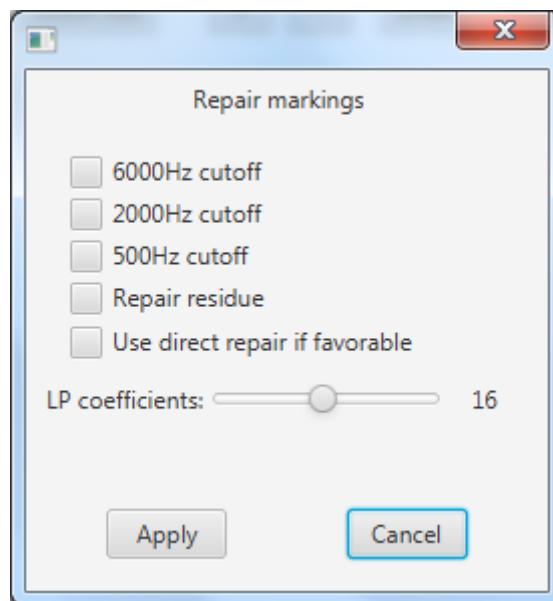 Repair markings
6000Hz cutoff
2000Hz cutoff
500Hz cutoff
Repair residue
Use direct repair if favorable
LP coefficients: 16
Apply Cancel